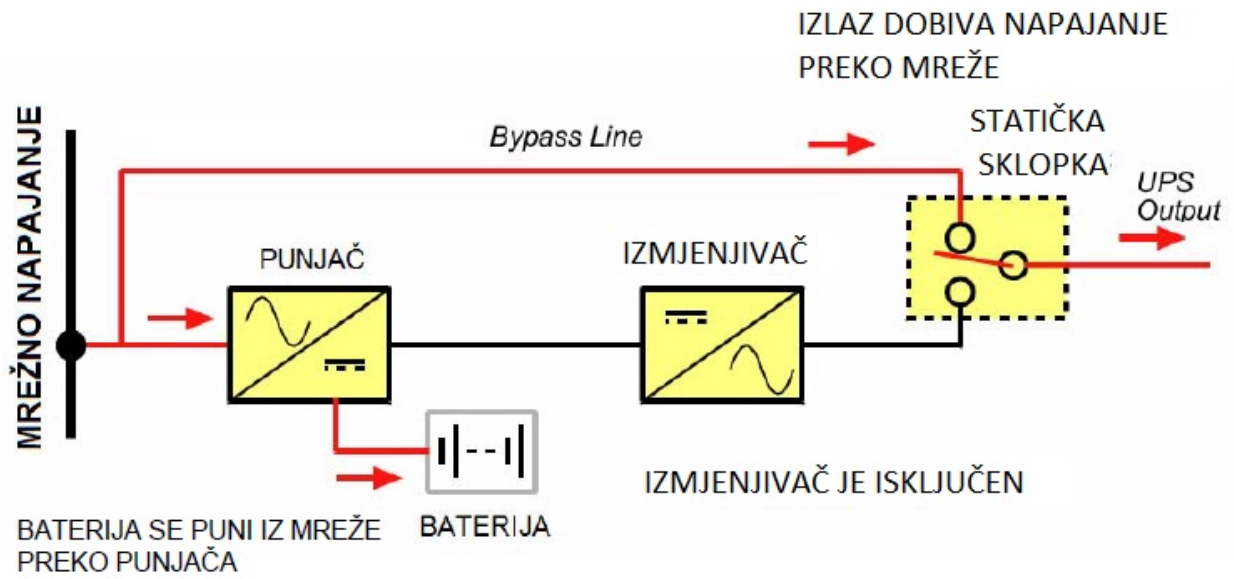 IZLAZ DOBIVA NAPAJANJE
PREKO MREŽE
MREŽNO NAPAJANJE
Bypass Line
STATIČKA
SKLOPKA
UPS
Output
PUNJAČ
IZMJENJIVAČ
BATERIJA
IZMJENJIVAČ JE ISKLJUČEN
BATERIJA SE PUNI IZ MREŽE
PREKO PUNJAČA